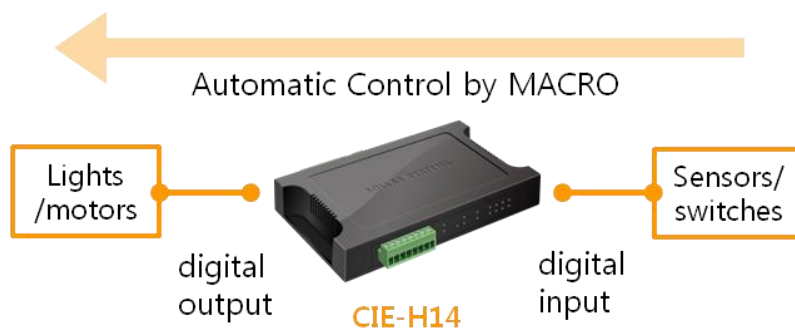 Automatic Control by MACRO
Lights
/motors
Sensors/
switches
digital
output
digital
input
CIE-H14